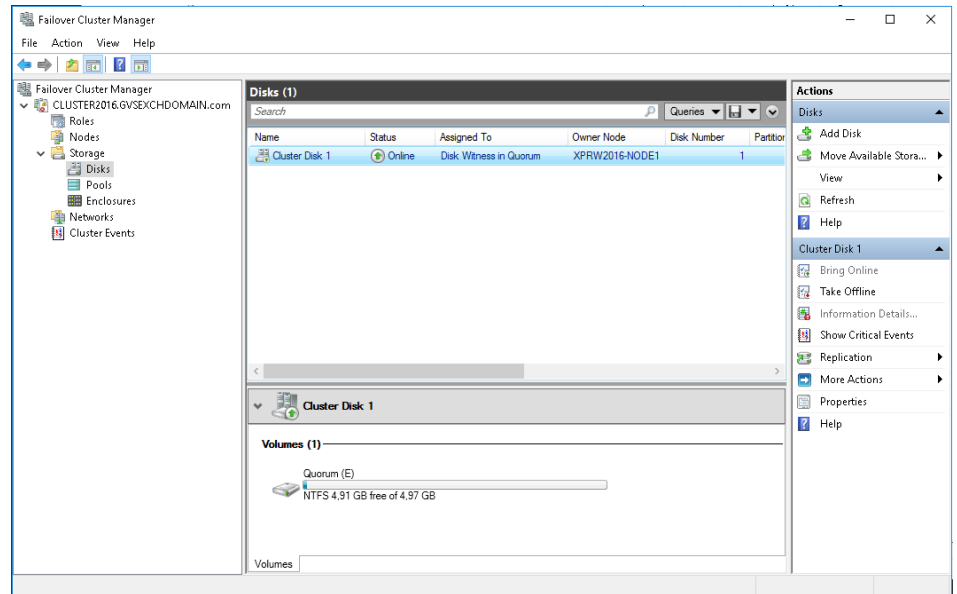 Failover Cluster Manager
File Action View Help
Failover Cluster Manager
CLUSTER2016.GVSEXCHDOMAIN.com
Roles
Nodes
Storage
Disks
Pools
Enclosures
Networks
Cluster Events
Disks (1)
Search Queries
Name Status Assigned To Owner Node Disk Number Partition
Cluster Disk 1 Online Disk Witness in Quorum XPRW2016-NODE1 1
Cluster Disk 1
Volumes (1)
Quorum (E)
NTFS 4,91 GB free of 4,97 GB
Volumes
Actions
Disks
Add Disk
Move Available Stora...
View
Refresh
Help
Cluster Disk 1
Bring Online
Take Offline
Information Details...
Show Critical Events
Replication
More Actions
Properties
Help